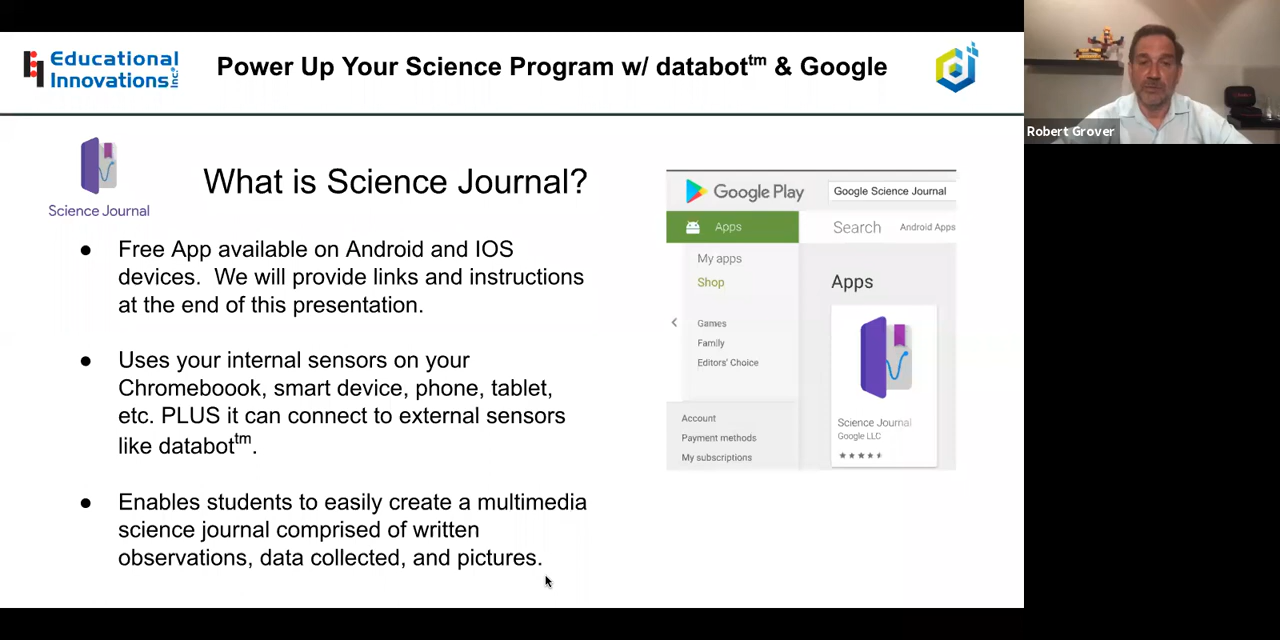 Educational
Innovations Inc.
Power Up Your Science Program w/ databot™ & Google
Robert Grover
Science Journal
What is Science Journal?
● Free App available on Android and IOS
devices. We will provide links and instructions
at the end of this presentation.
● Uses your internal sensors on your
Chromeboook, smart device, phone, tablet,
etc. PLUS it can connect to external sensors
like databot™.
● Enables students to easily create a multimedia
science journal comprised of written
observations, data collected, and pictures.
Google Play
Google Science Journal
Apps
Search
Android Apps
My apps
Shop
Games
Family
Editors' Choice
Account
Payment methods
My subscriptions
Apps
Science Journal
Google LLC